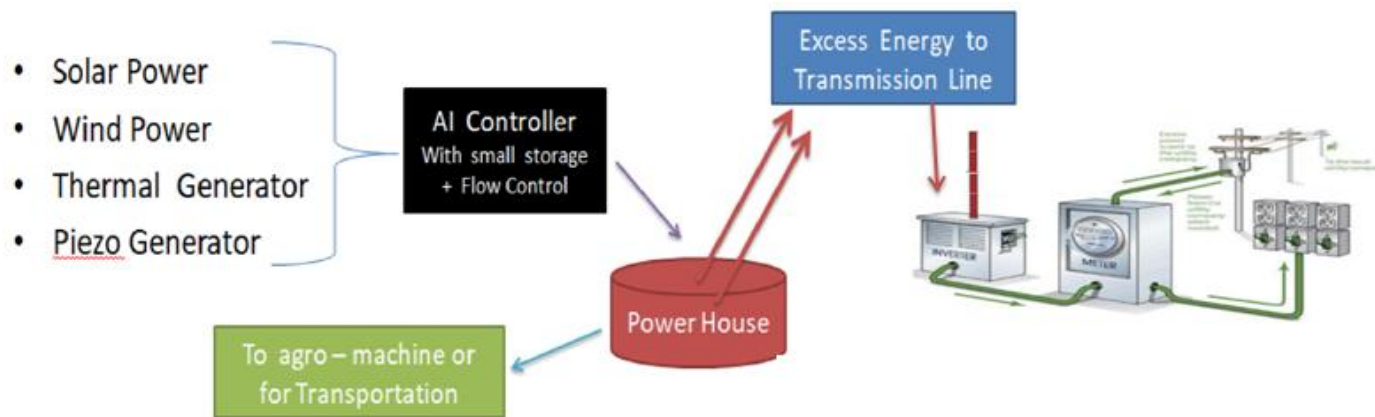 • Solar Power
• Wind Power
• Thermal Generator
• Piezo Generator
AI Controller
With small storage
+ Flow Control
Excess Energy to
Transmission Line
Power House
To agro – machine or
for Transportation
INVERTER
METER